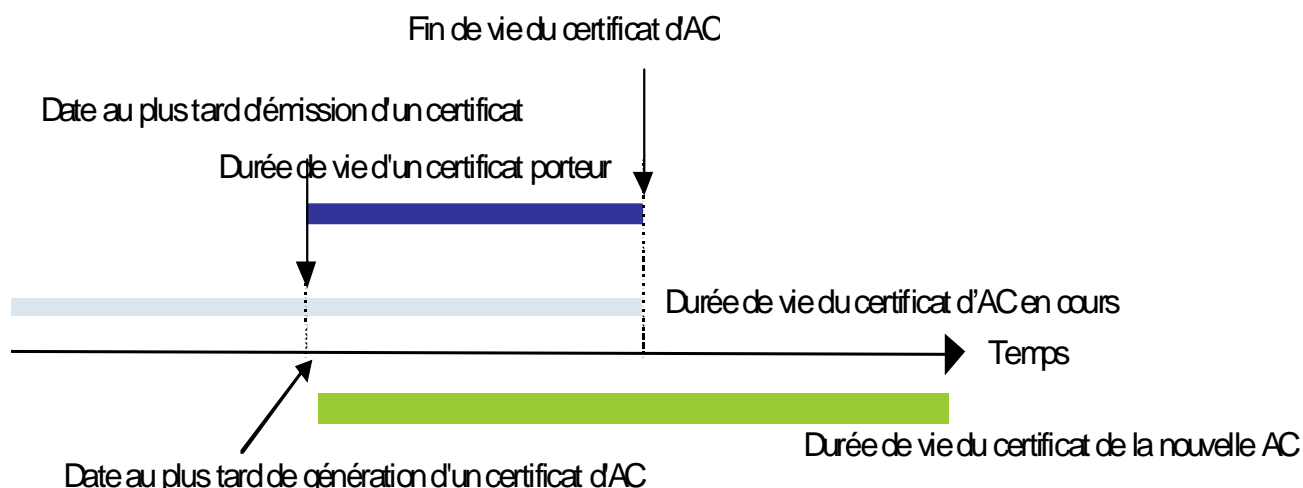 Fin de vie du certificat d'AC
Date au plus tard d'émission d'un certificat
Durée de vie d'un certificat porteur
Durée de vie du certificat d’AC en cours
Temps
Durée de vie du certificat de la nouvelle AC
Date au plus tard de génération d'un certificat d'AC